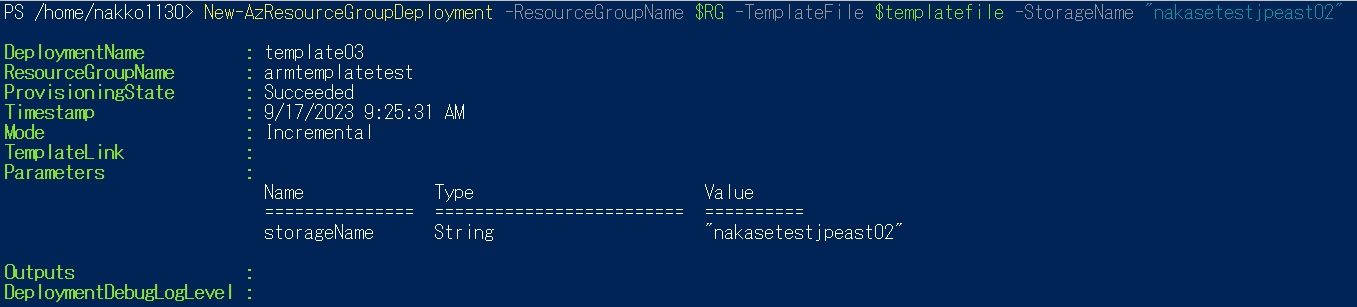 PS /home/nakko1130> New-AzResourceGroupDeployment -ResourceGroupName $RG -TemplateFile $templatefile -StorageName "nakasetestjpeast02"
DeploymentName : template03
ResourceGroupName : armtemplatetest
ProvisioningState : Succeeded
Timestamp : 9/17/2023 9:25:31 AM
Mode : Incremental
TemplateLink :
Parameters :
Name Type Value
=============== ========================= ==========
storageName String "nakasetestjpeast02"
Outputs :
DeploymentDebugLogLevel :